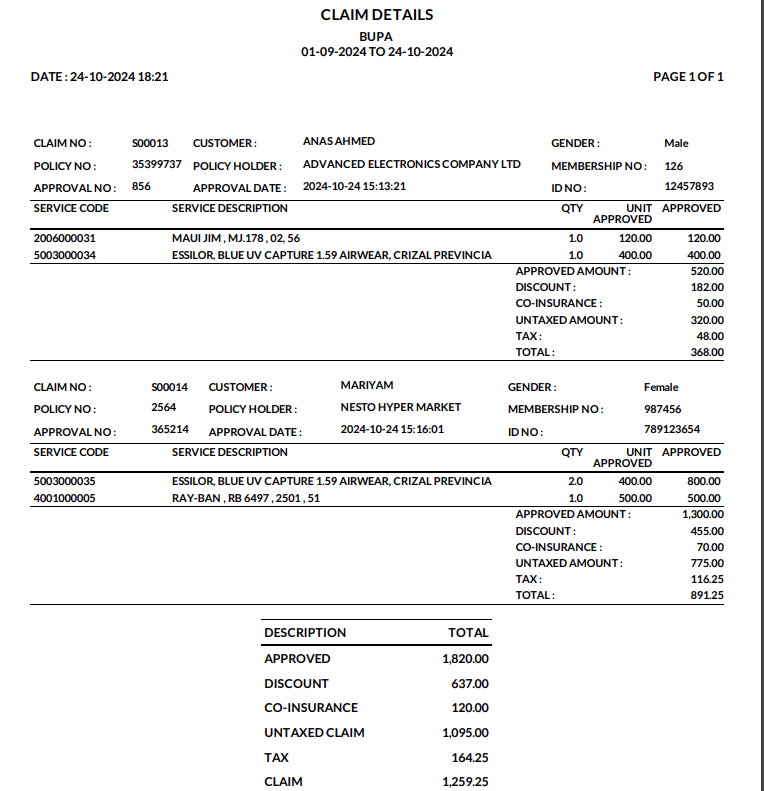 CLAIM DETAILS
BUPA
01-09-2024 TO 24-10-2024
DATE : 24-10-2024 18:21 PAGE 1 OF 1
CLAIM NO : S00013 CUSTOMER : ANAS AHMED GENDER : Male
POLICY NO : 35399737 POLICY HOLDER : ADVANCED ELECTRONICS COMPANY LTD MEMBERSHIP NO : 126
APPROVAL NO : 856 APPROVAL DATE : 2024-10-24 15:13:21 ID NO : 12457893
SERVICE CODE SERVICE DESCRIPTION QTY UNIT APPROVED APPROVED
2006000031 MAUI JIM , MJ.178 , 02, 56 1.0 120.00 120.00
5003000034 ESSILOR, BLUE UV CAPTURE 1.59 AIRWEAR, CRIZAL PREVINCIA 1.0 400.00 400.00
APPROVED AMOUNT : 520.00
DISCOUNT : 182.00
CO-INSURANCE : 50.00
UNTAXED AMOUNT : 320.00
TAX : 48.00
TOTAL : 368.00
CLAIM NO : S00014 CUSTOMER : MARIYAM GENDER : Female
POLICY NO : 2564 POLICY HOLDER : NESTO HYPER MARKET MEMBERSHIP NO : 987456
APPROVAL NO : 365214 APPROVAL DATE : 2024-10-24 15:16:01 ID NO : 789123654
SERVICE CODE SERVICE DESCRIPTION QTY UNIT APPROVED APPROVED
5003000035 ESSILOR, BLUE UV CAPTURE 1.59 AIRWEAR, CRIZAL PREVINCIA 2.0 400.00 800.00
4001000005 RAY-BAN , RB 6497 , 2501 , 51 1.0 500.00 500.00
APPROVED AMOUNT : 1,300.00
DISCOUNT : 455.00
CO-INSURANCE : 70.00
UNTAXED AMOUNT : 775.00
TAX : 116.25
TOTAL : 891.25
DESCRIPTION TOTAL
APPROVED 1,820.00
DISCOUNT 637.00
CO-INSURANCE 120.00
UNTAXED CLAIM 1,095.00
TAX 164.25
CLAIM 1,259.25